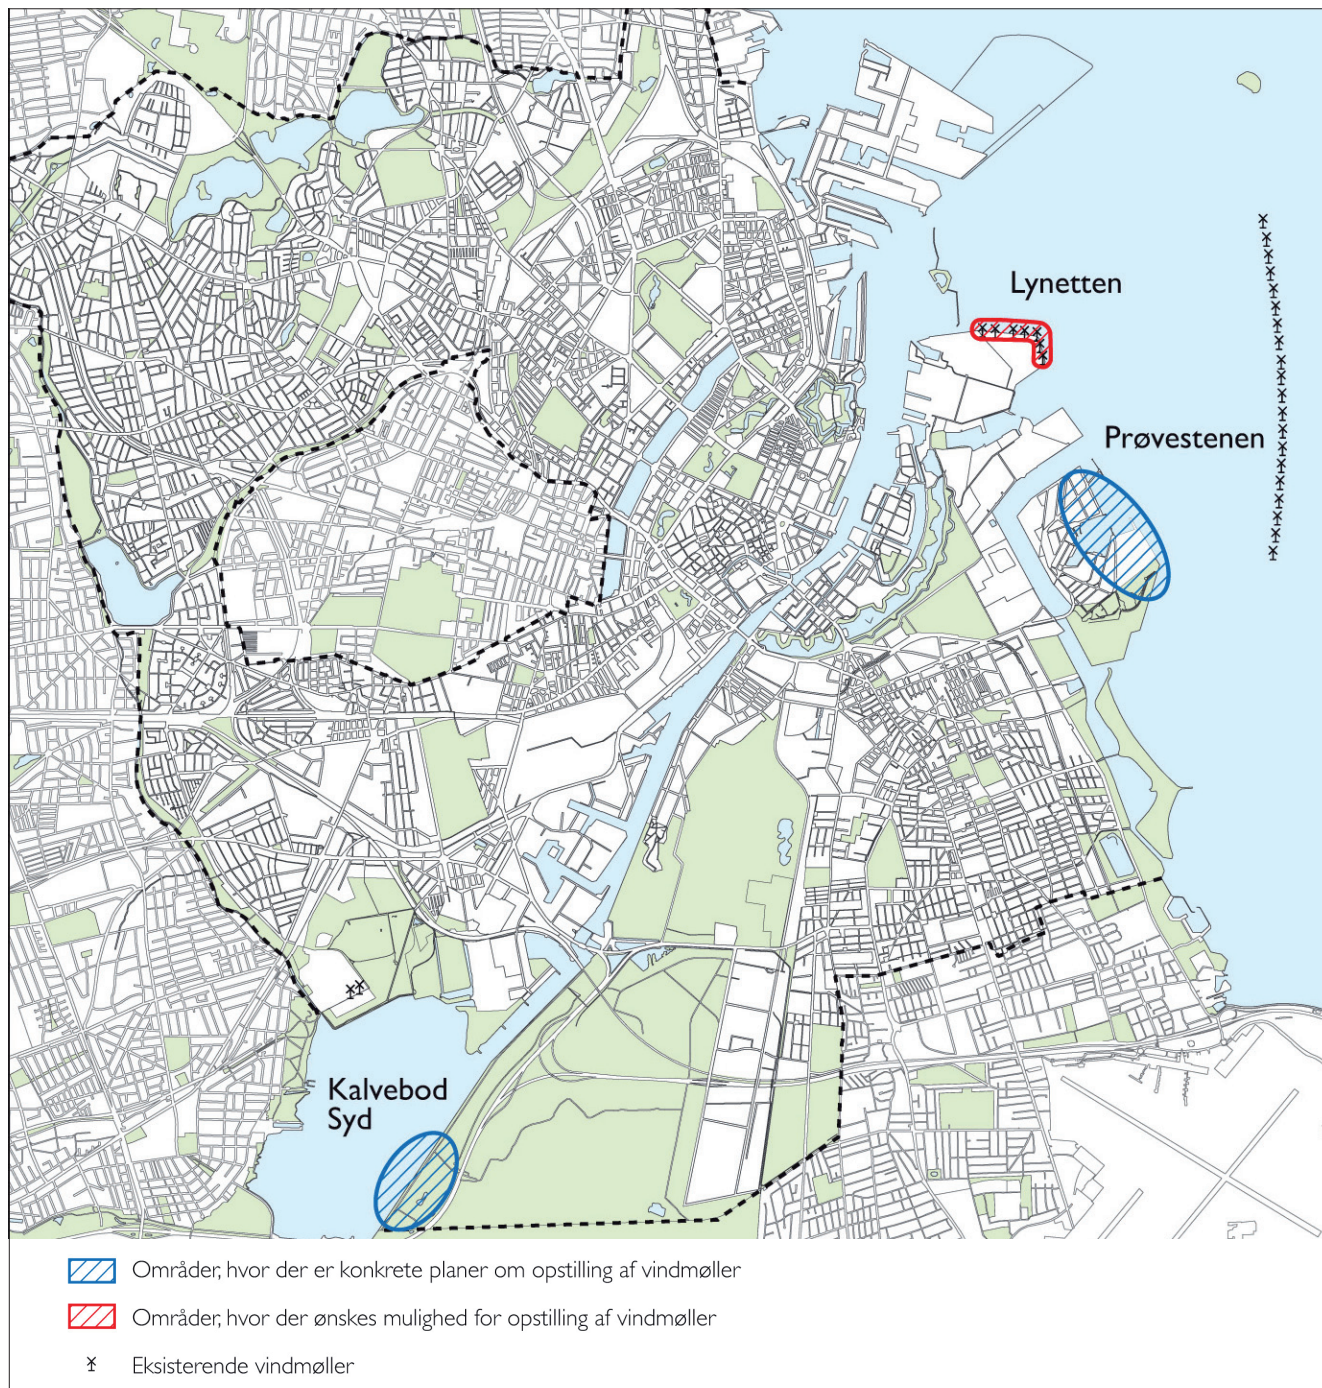 Lynetten
Prøvestenen
Kalvebod
Syd
Områder, hvor der er konkrete planer om opstilling af vindmøller
Områder, hvor der ønskes mulighed for opstilling af vindmøller
Eksisterende vindmøller